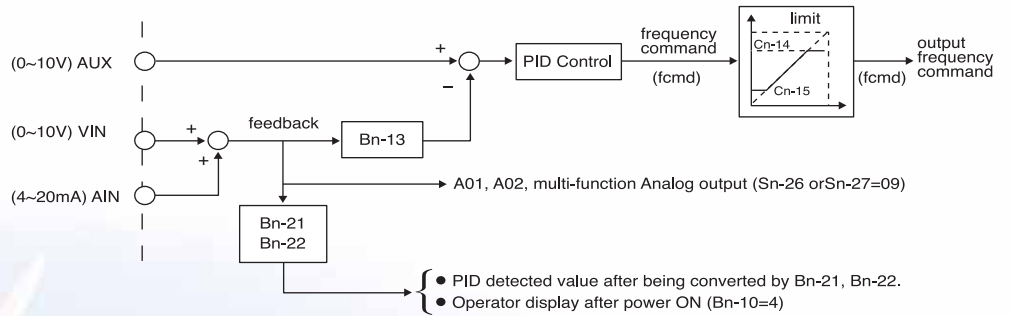 limit
Cn-14
Cn-15
frequency
command
(fcmd)
output
frequency
command
(fcmd)
(0~10V) AUX
+
−
PID Control
(0~10V) VIN
+
+
feedback
Bn-13
(4~20mA) AIN
A01, A02, multi-function Analog output (Sn-26 orSn-27=09)
Bn-21
Bn-22
● PID detected value after being converted by Bn-21, Bn-22.
● Operator display after power ON (Bn-10=4)